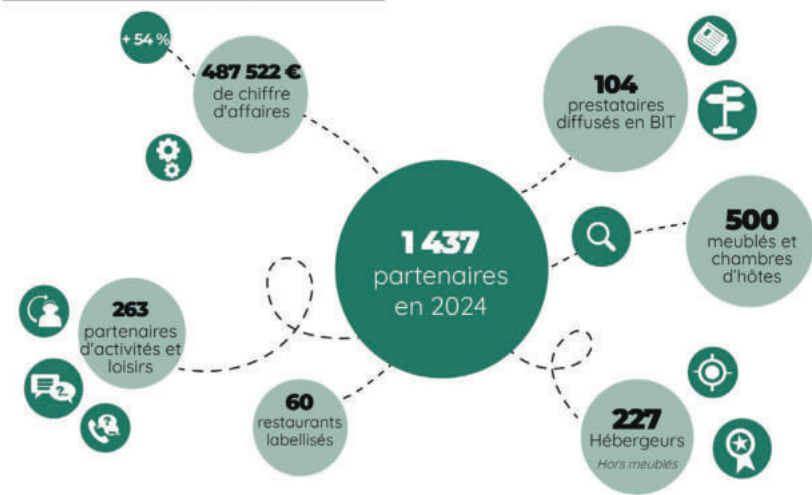 + 54 %
487 522 €
de chiffre
d'affaires
104
prestataires
diffusés en BIT
1 437
partenaires
en 2024
500
meublés et
chambres
d'hôtes
263
partenaires
d'activités et
loisirs
60
restaurants
labellisés
227
Hébergeurs
Hors meublés